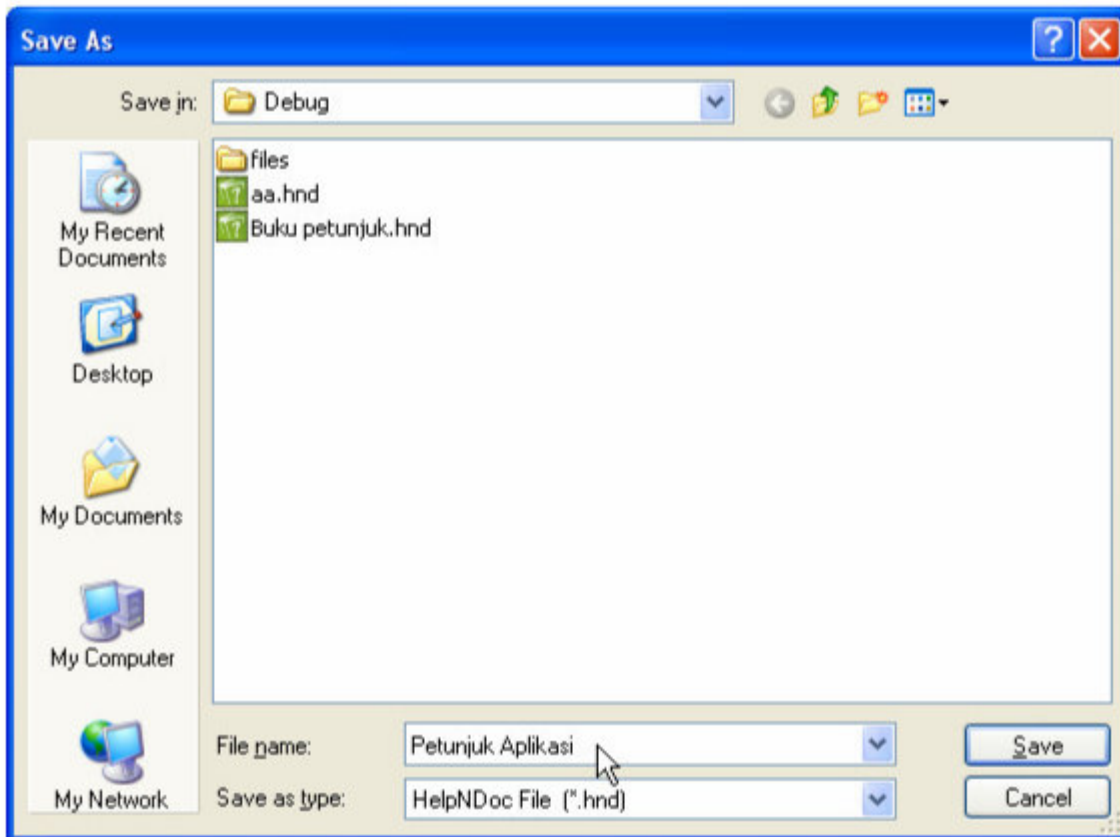 Save As
Save in:
Debug
files
aa.hnd
Buku petunjuk.hnd
My Recent
Documents
Desktop
My Documents
My Computer
My Network
File name:
Petunjuk Aplikasi
Save
Save as type:
HelpNDoc File (*.hnd)
Cancel